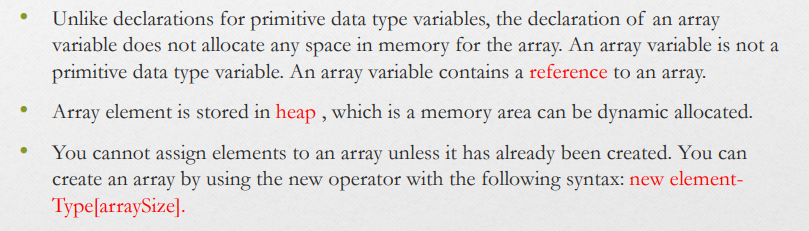 • Unlike declarations for primitive data type variables, the declaration of an array
variable does not allocate any space in memory for the array. An array variable is not a
primitive data type variable. An array variable contains a reference to an array.
• Array element is stored in heap , which is a memory area can be dynamic allocated.
• You cannot assign elements to an array unless it has already been created. You can
create an array by using the new operator with the following syntax: new element-
Type[arraySize].